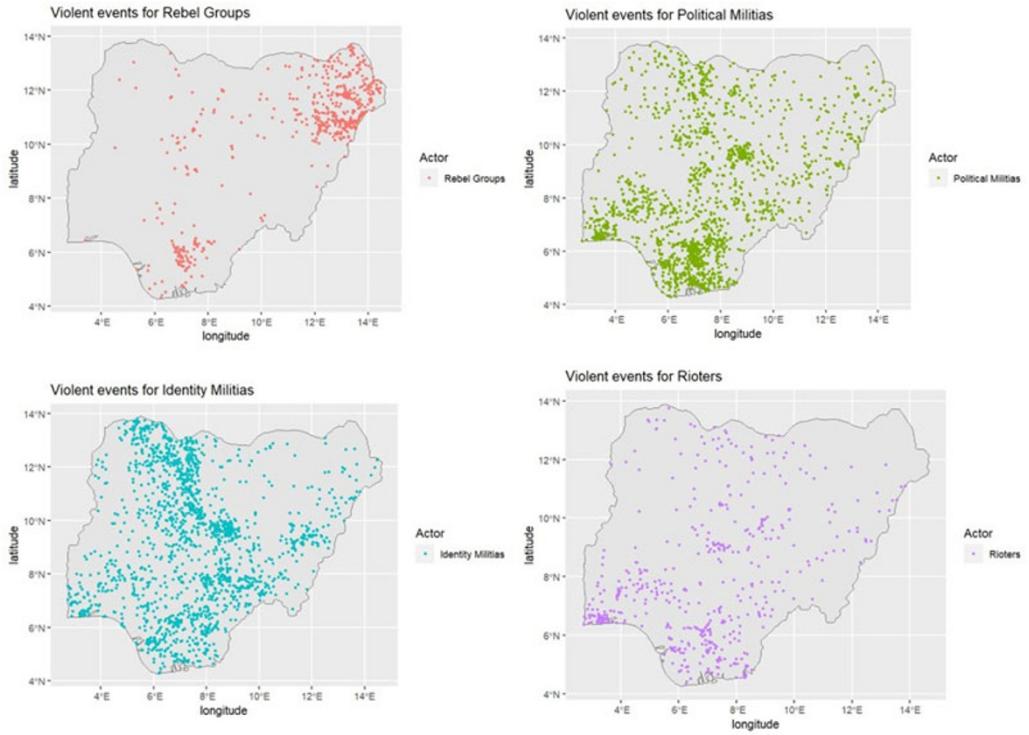 Violent events for Rebel Groups
14°N
12°N
10°N
8°N
6°N
4°N
latitude
4°E 6°E 8°E 10°E 12°E 14°E
longitude
Actor
Rebel Groups
Violent events for Political Militias
14°N
12°N
10°N
8°N
6°N
4°N
latitude
4°E 6°E 8°E 10°E 12°E 14°E
longitude
Actor
Political Militias
Violent events for Identity Militias
14°N
12°N
10°N
8°N
6°N
4°N
latitude
4°E 6°E 8°E 10°E 12°E 14°E
longitude
Actor
Identity Militias
Violent events for Rioters
14°N
12°N
10°N
8°N
6°N
4°N
latitude
4°E 6°E 8°E 10°E 12°E 14°E
longitude
Actor
Rioters